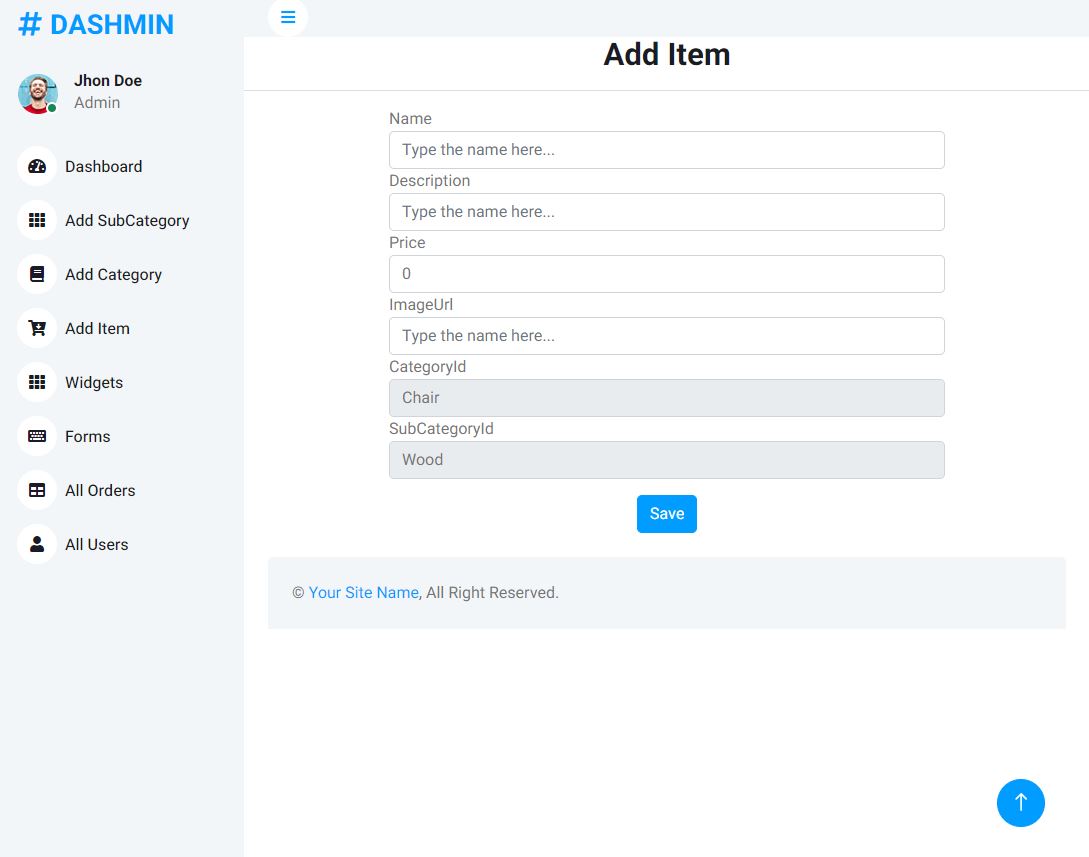 # DASHMIN
Jhon Doe
Admin
Dashboard
Add SubCategory
Add Category
Add Item
Widgets
Forms
All Orders
All Users
Add Item
Name
Type the name here...
Description
Type the name here...
Price
0
ImageUrl
Type the name here...
CategoryId
Chair
SubCategoryId
Wood
Save
© Your Site Name, All Right Reserved.